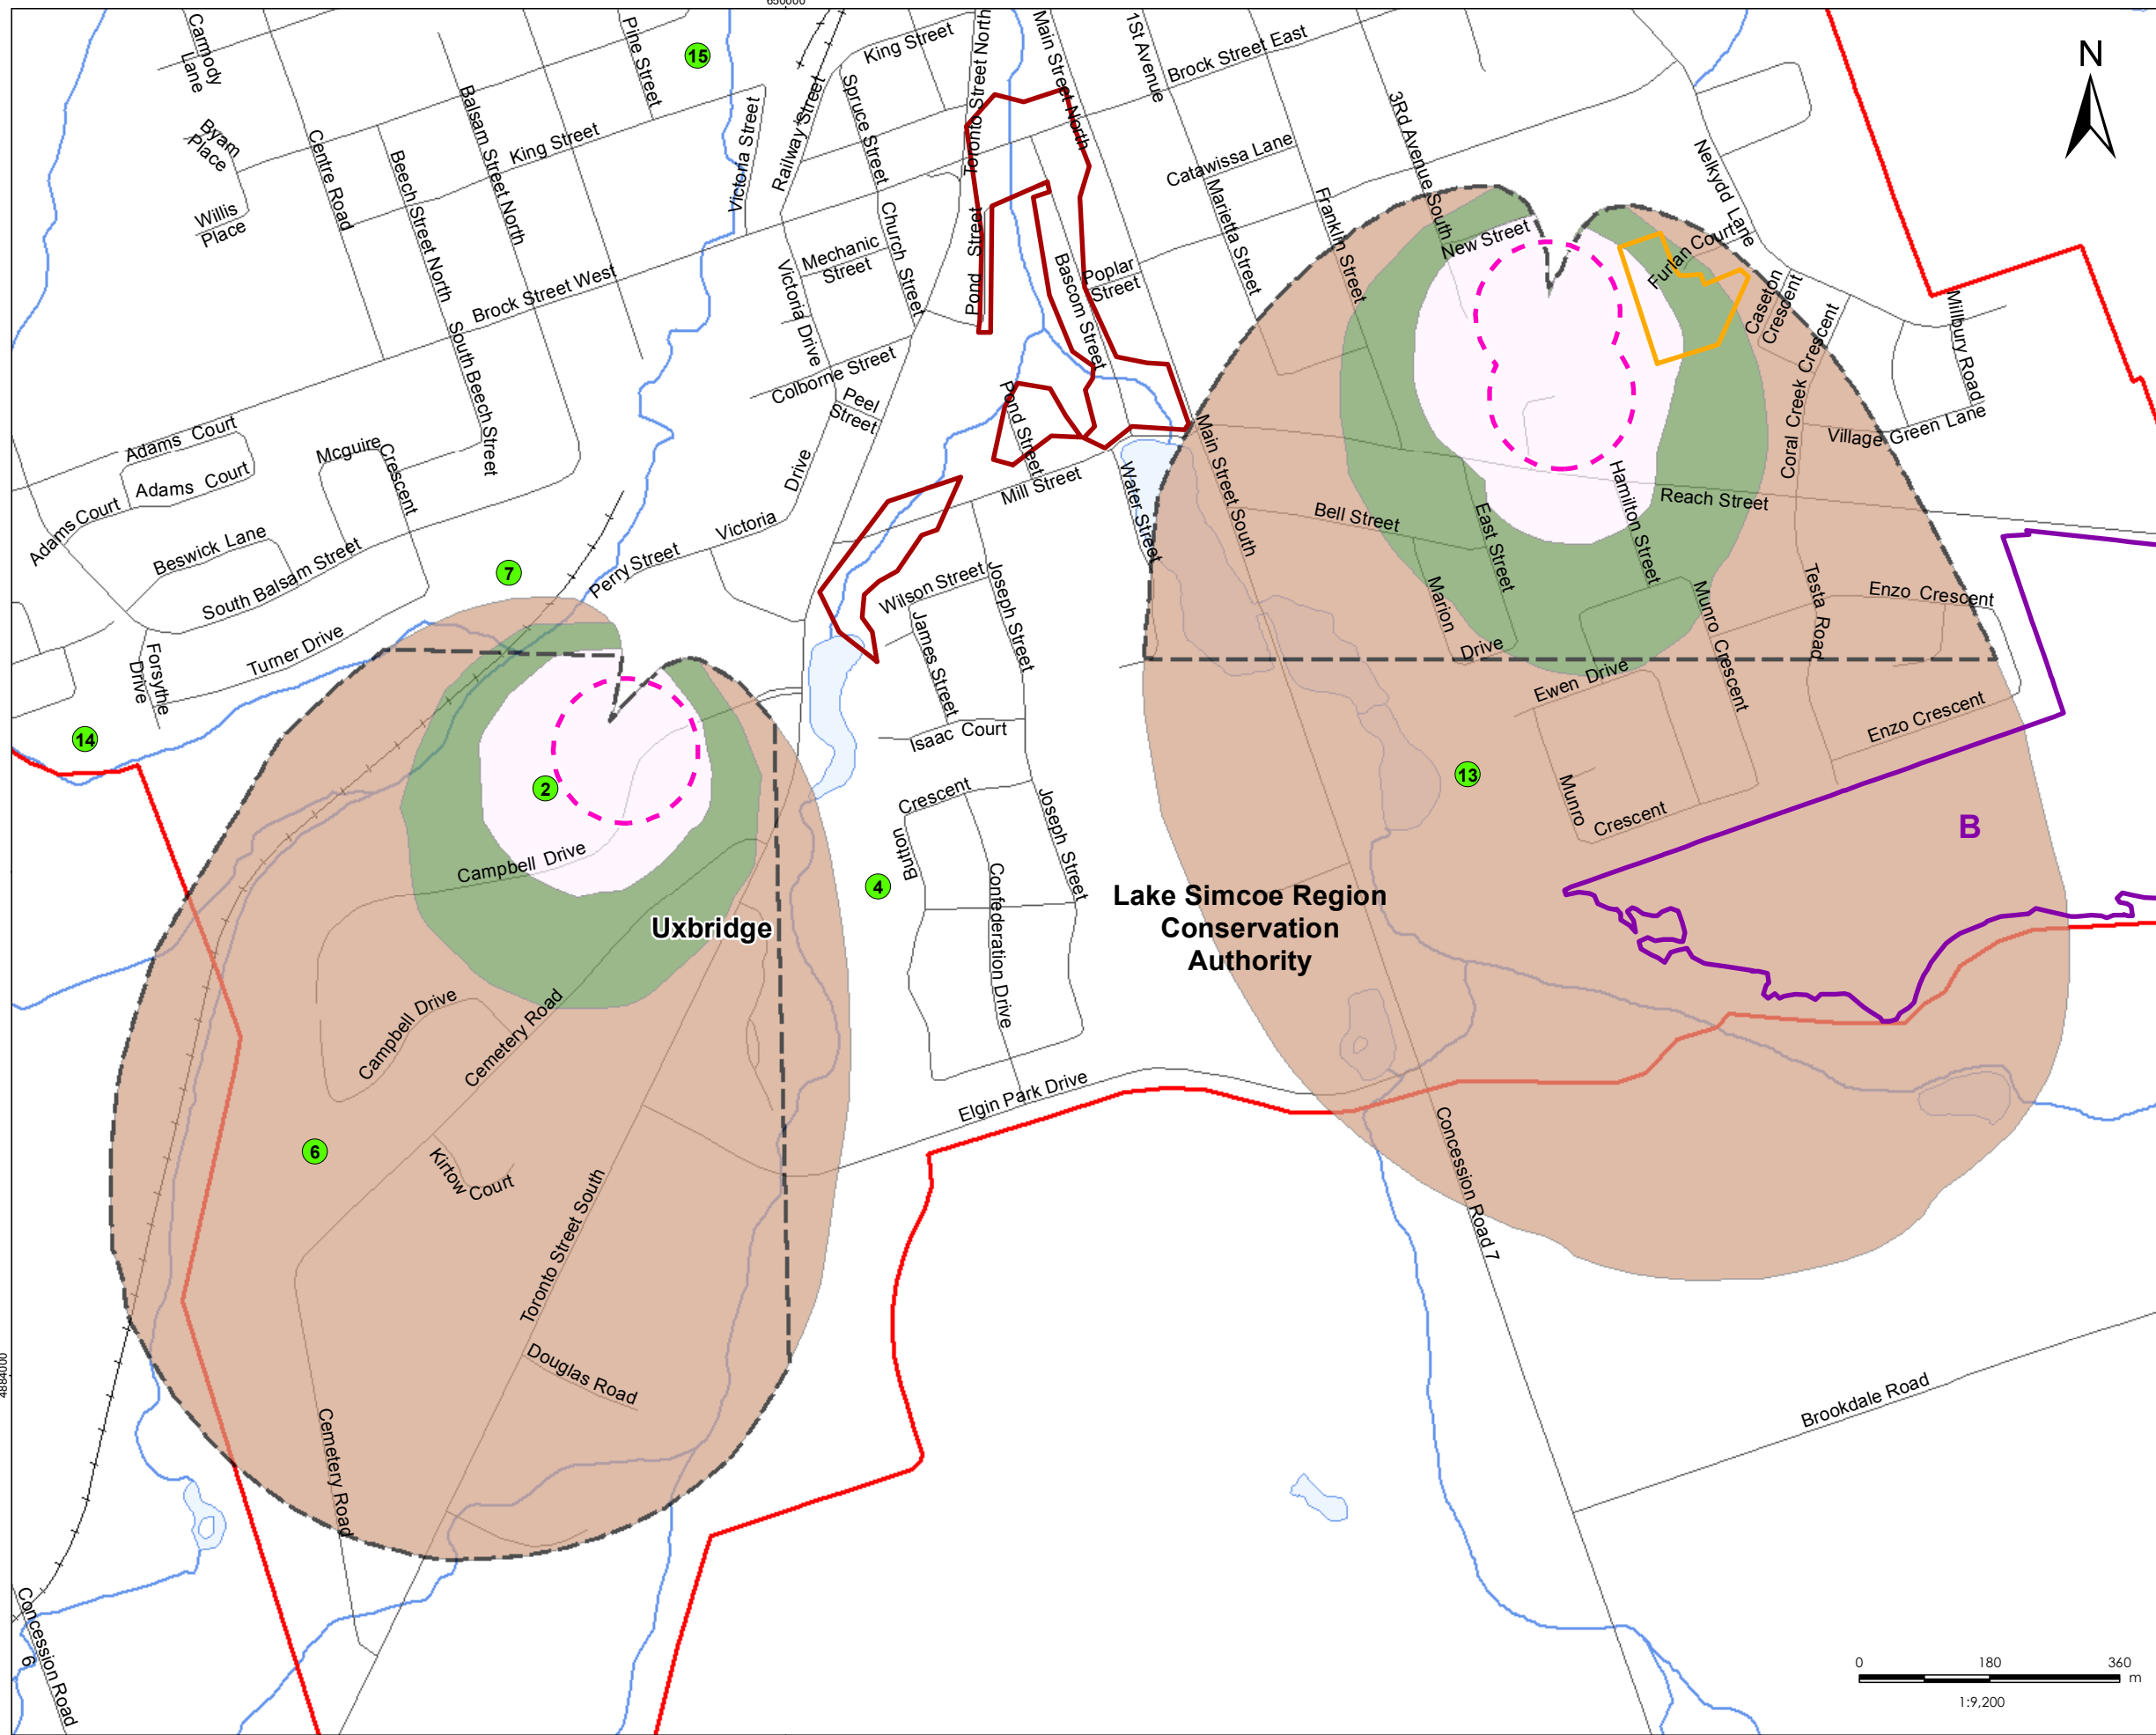 650000
Carmody
Lane
Pine Street
15
King Street
Toronto Street North
Main Street North
1St Avenue
Brock Street East
N
Byam
Place
Centre Road
Balsam Street North
King Street
Beech Street North
Victoria Street
Railway Street
Spruce Street
Catawissa Lane
3Rd Avenue South
Nelkydd Lane
Willis
Place
Mechanic
Street
Church Street
Pond Street
Marietta Street
Franklin Street
New Street
Furlan Court
Brock Street West
Victoria Drive
Bascom Street
Poplar
Street
Caseton
Crescent
Millbury Road
South Beech Street
Colborne Street
Peel
Street
Pond Street
Coral Creek Crescent
Adams Court
Adams Court
Adams Court
Mcguire
Crescent
Drive
Mill Street
Water Street
Main Street South
Village Green Lane
Hamilton Street
Reach Street
Beswick Lane
South Balsam Street
7
Perry Street
Victoria
Bell Street
East Street
Wilson Street
Joseph Street
James Street
Marion
Drive
Munro Crescent
Testa Road
Enzo Crescent
Turner Drive
Forsythe
Drive
Ewen Drive
Enzo Crescent
14
Isaac Court
2
13
Munro
Crescent
B
Crescent
Button
Joseph Street
Campbell Drive
4
Confederation Drive
Uxbridge
Lake Simcoe Region
Conservation
Authority
Campbell Drive
Cemetery Road
Elgin Park Drive
6
Kirtow
Court
Concession Road 7
Toronto Street South
Douglas Road
4884000
Cemetery Road
Brookdale Road
Concession Road
6
0 180 360
m
1:9,200